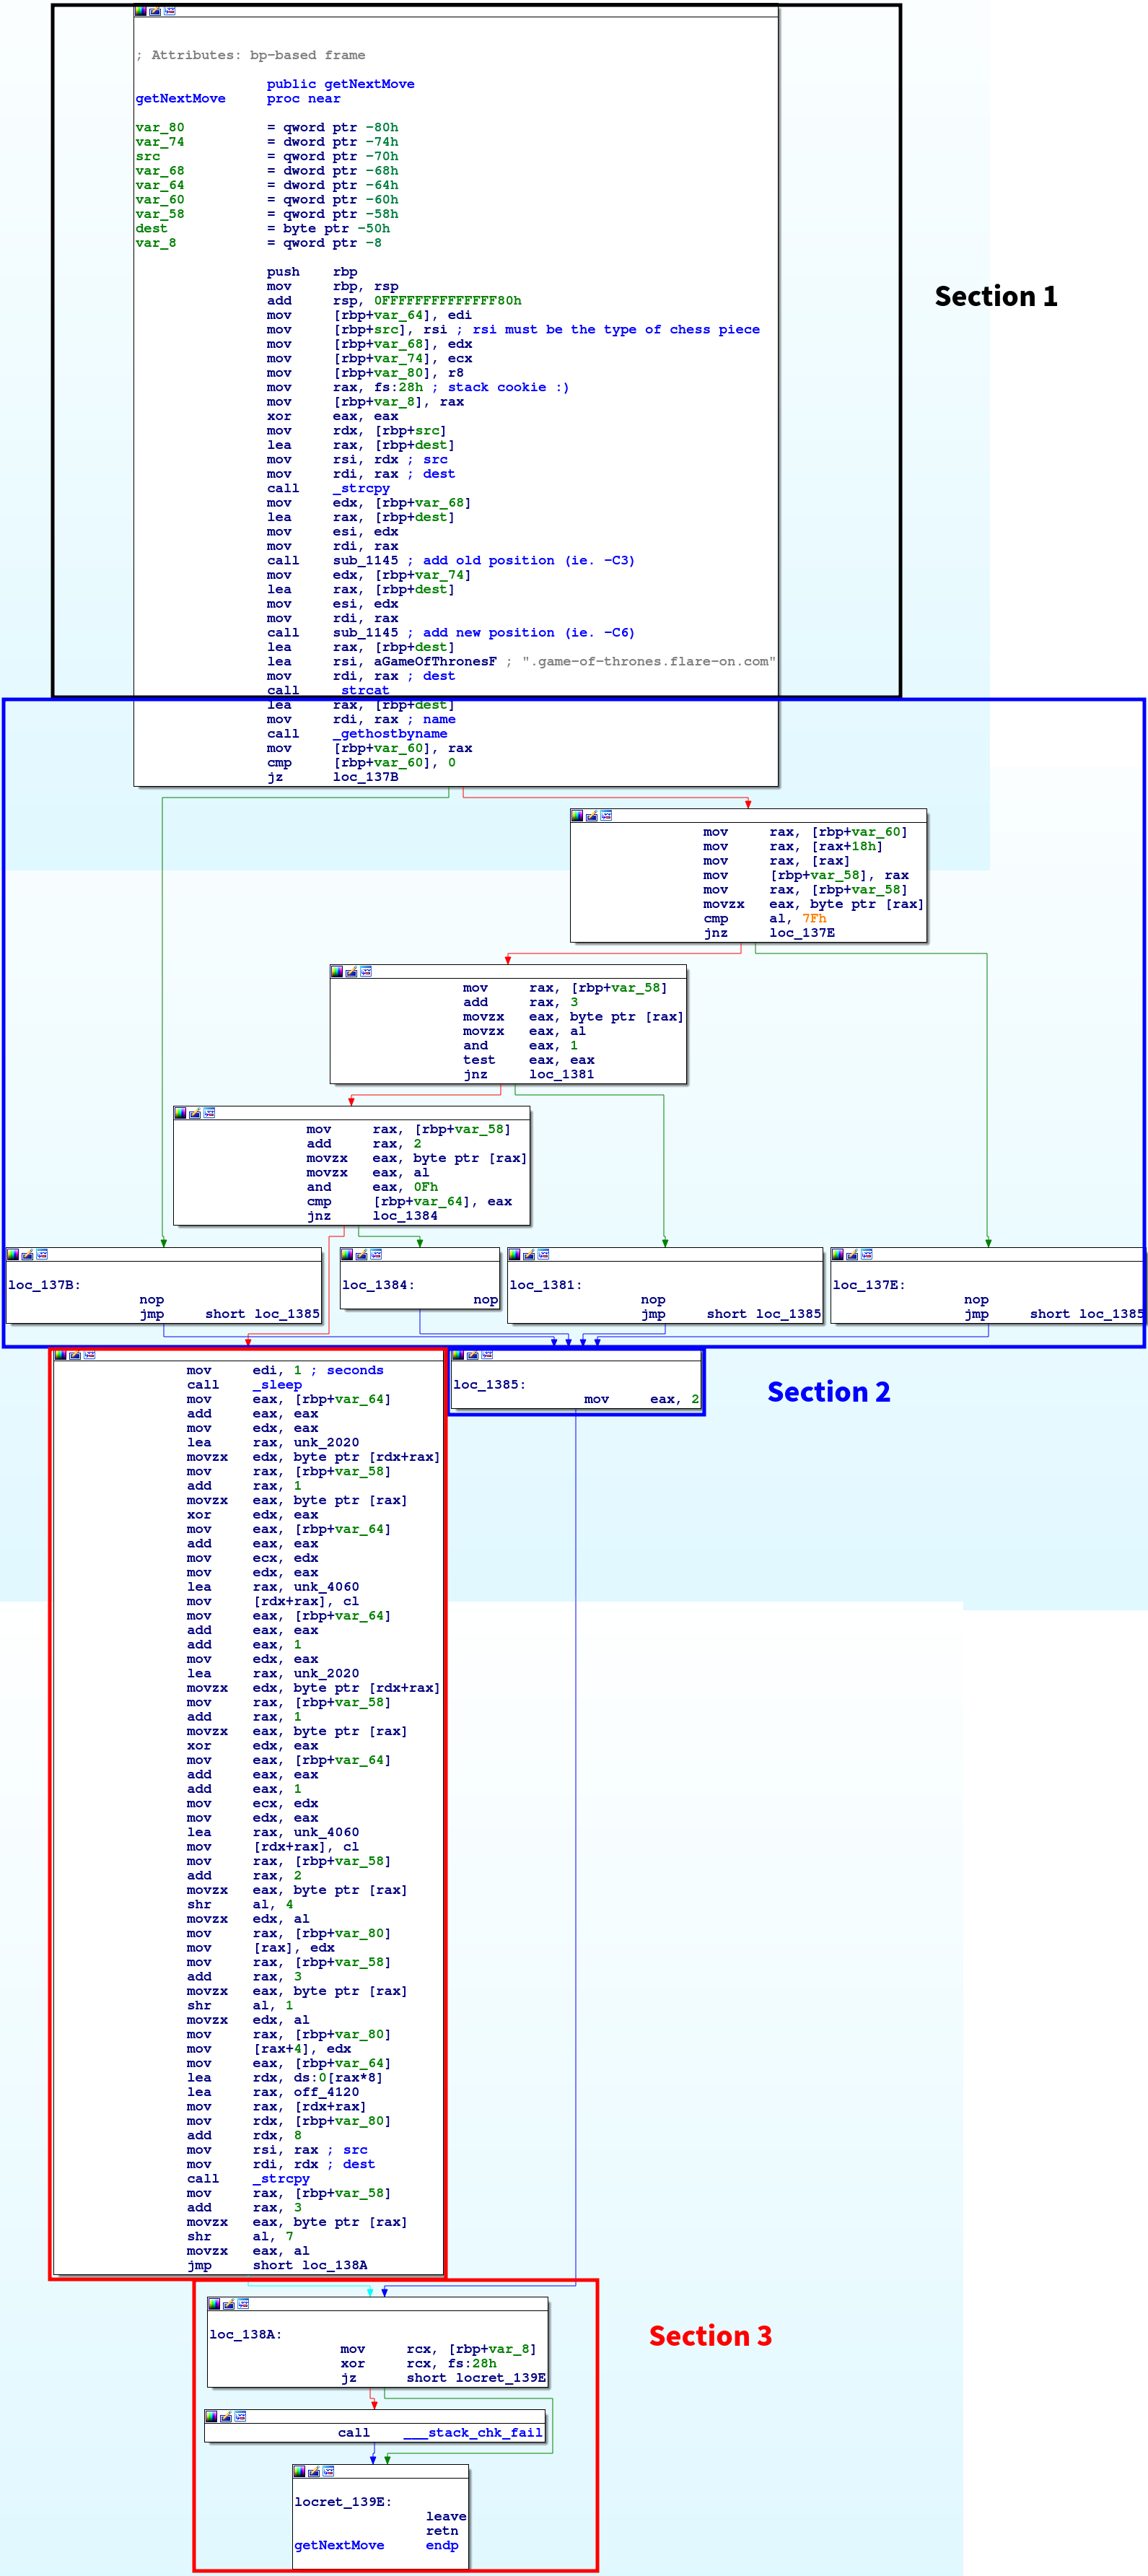 ; Attributes: bp-based frame
public getNextMove
getNextMove proc near
var_80 = qword ptr -80h
var_74 = dword ptr -74h
src = qword ptr -70h
var_68 = dword ptr -68h
var_64 = dword ptr -64h
var_60 = qword ptr -60h
var_58 = qword ptr -58h
dest = byte ptr -50h
var_8 = qword ptr -8
push rbp
mov rbp, rsp
add rsp, 0FFFFFFFFFFFFFF80h
mov [rbp+var_64], edi
mov [rbp+src], rsi ; rsi must be the type of chess piece
mov [rbp+var_68], edx
mov [rbp+var_74], ecx
mov [rbp+var_80], r8
mov rax, fs:28h ; stack cookie :)
mov [rbp+var_8], rax
xor eax, eax
mov rdx, [rbp+src]
lea rax, [rbp+dest]
mov rsi, rdx ; src
mov rdi, rax ; dest
call _strcpy
mov edx, [rbp+var_68]
lea rax, [rbp+dest]
mov esi, edx
mov rdi, rax
call sub_1145 ; add old position (ie. -C3)
mov edx, [rbp+var_74]
lea rax, [rbp+dest]
mov esi, edx
mov rdi, rax
call sub_1145 ; add new position (ie. -C6)
lea rax, [rbp+dest]
lea rsi, aGameOfThronesF ; ".game-of-thrones.flare-on.com"
mov rdi, rax ; dest
call _strcat
Section 1
lea rax, [rbp+dest]
mov rdi, rax ; name
call _gethostbyname
mov [rbp+var_60], rax
cmp [rbp+var_60], 0
jz loc_137B
mov rax, [rbp+var_60]
mov rax, [rax+18h]
mov rax, [rax]
mov [rbp+var_58], rax
mov rax, [rbp+var_58]
movzx eax, byte ptr [rax]
cmp al, 7Fh
jnz loc_137E
mov rax, [rbp+var_58]
add rax, 3
movzx eax, byte ptr [rax]
movzx eax, al
and eax, 1
test eax, eax
jnz loc_1381
mov rax, [rbp+var_58]
add rax, 2
movzx eax, byte ptr [rax]
movzx eax, al
and eax, 0Fh
cmp [rbp+var_64], eax
jnz loc_1384
loc_137B:
nop
jmp short loc_1385
loc_1384:
nop
loc_1381:
nop
jmp short loc_1385
loc_137E:
nop
jmp short loc_1385
loc_1385:
mov eax, 2
Section 2
mov edi, 1 ; seconds
call _sleep
mov eax, [rbp+var_64]
add eax, eax
mov edx, eax
lea rax, unk_2020
movzx edx, byte ptr [rdx+rax]
mov rax, [rbp+var_58]
add rax, 1
movzx eax, byte ptr [rax]
xor edx, eax
mov eax, [rbp+var_64]
add eax, eax
mov ecx, edx
mov edx, eax
lea rax, unk_4060
mov [rdx+rax], cl
mov eax, [rbp+var_64]
add eax, eax
add eax, 1
mov edx, eax
lea rax, unk_2020
movzx edx, byte ptr [rdx+rax]
mov rax, [rbp+var_58]
add rax, 1
movzx eax, byte ptr [rax]
xor edx, eax
mov eax, [rbp+var_64]
add eax, eax
add eax, 1
mov ecx, edx
mov edx, eax
lea rax, unk_4060
mov [rdx+rax], cl
mov rax, [rbp+var_58]
add rax, 2
movzx eax, byte ptr [rax]
shr al, 4
movzx edx, al
mov rax, [rbp+var_80]
mov [rax], edx
mov rax, [rbp+var_58]
add rax, 3
movzx eax, byte ptr [rax]
shr al, 1
movzx edx, al
mov rax, [rbp+var_80]
mov [rax+4], edx
mov eax, [rbp+var_64]
lea rdx, ds:0[rax*8]
lea rax, off_4120
mov rax, [rdx+rax]
mov rdx, [rbp+var_80]
add rdx, 8
mov rsi, rax ; src
mov rdi, rdx ; dest
call _strcpy
mov rax, [rbp+var_58]
add rax, 3
movzx eax, byte ptr [rax]
shr al, 7
movzx eax, al
jmp short loc_138A
loc_138A:
mov rcx, [rbp+var_8]
xor rcx, fs:28h
jz short locret_139E
Section 3
call ___stack_chk_fail
locret_139E:
leave
retn
getNextMove endp